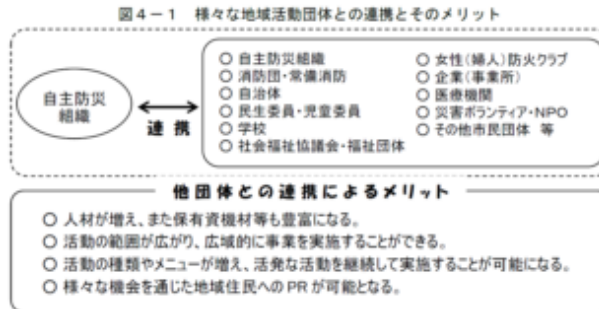 図４－１ 様々な地域活動団体との連携とそのメリット
自主防災
組織
連 携
○ 自主防災組織
○ 消防団・常備消防
○ 自治体
○ 民生委員・児童委員
○ 学校
○ 社会福祉協議会・福祉団体
○ 女性（婦人）防火クラブ
○ 企業（事業所）
○ 医療機関
○ 災害ボランティア・NPO
○ その他市民団体 等
他団体との連携によるメリット
○ 人材が増え、また保有資機材等も豊富になる。
○ 活動の範囲が広がり、広域的に事業を実施することができる。
○ 活動の種類やメニューが増え、活発な活動を継続して実施することが可能になる。
○ 様々な機会を通じた地域住民への PR が可能となる。